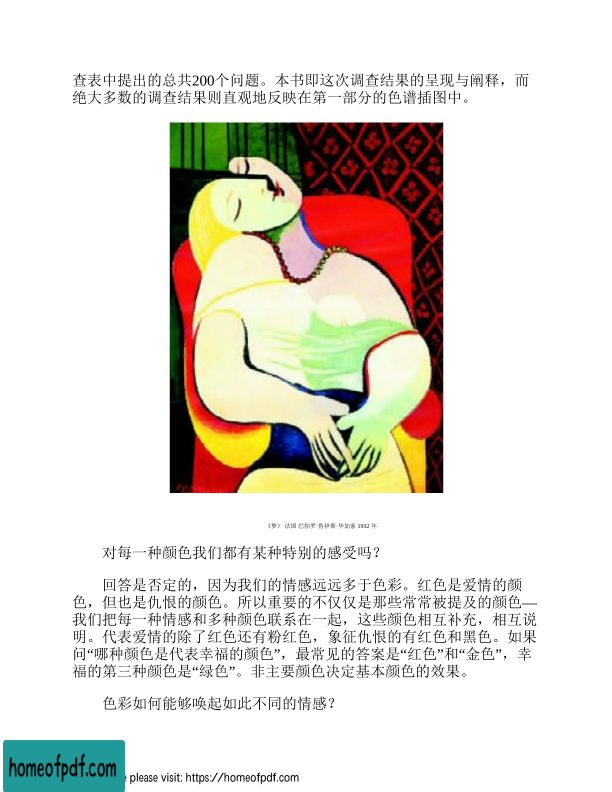 查表中提出的总共200个问题。本书即这次调查结果的呈现与阐释，而
绝大多数的调查结果则直观地反映在第一部分的色谱插图中。
《梦》 法国 巴勃罗·鲁伊斯·毕加索 1932 年
对每一种颜色我们都有某种特别的感受吗？
回答是否定的，因为我们的情感远远多于色彩。红色是爱情的颜
色，但也是仇恨的颜色。所以重要的不仅仅是那些常常被提及的颜色—
我们把每一种情感和多种颜色联系在一起，这些颜色相互补充，相互说
明。代表爱情的除了红色还有粉红色，象征仇恨的有红色和黑色。如果
问“哪种颜色是代表幸福的颜色”，最常见的答案是“红色”和“金色”，幸
福的第三种颜色是“绿色”。非主要颜色决定基本颜色的效果。
色彩如何能够唤起如此不同的情感？
homeofpdf.com
e please visit: https://homeofpdf.com